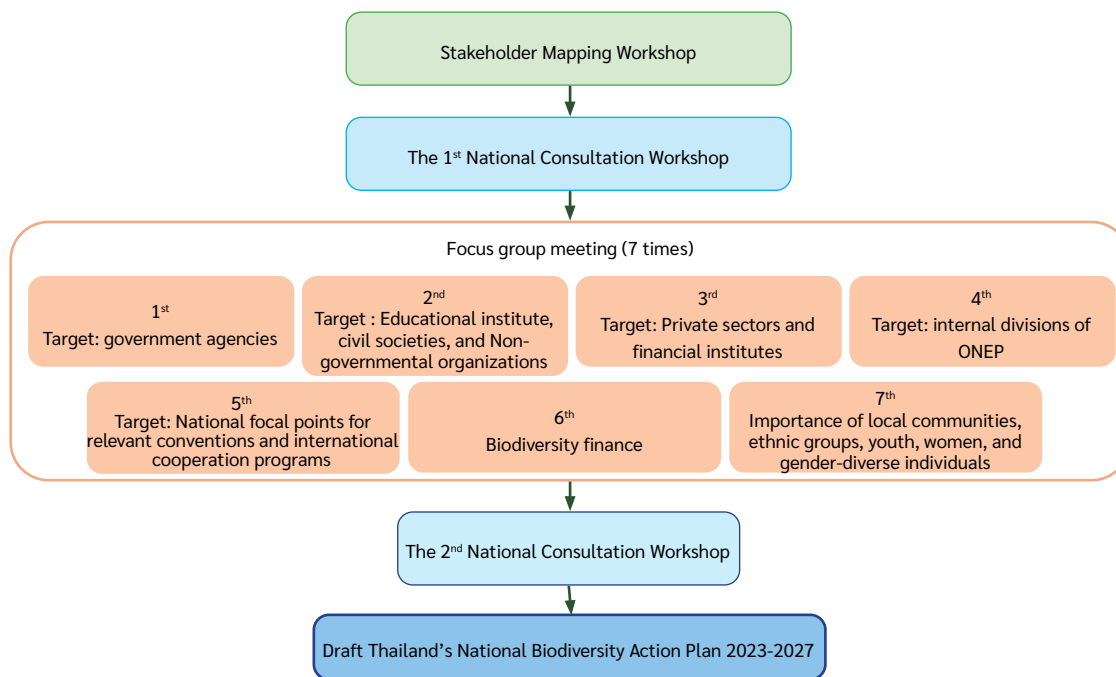 Stakeholder Mapping Workshop
The 1st National Consultation Workshop
Focus group meeting (7 times)
1st
Target: government agencies
2nd
Target : Educational institute,
civil societies, and Non-
governmental organizations
3rd
Target: Private sectors and
financial institutes
4th
Target: internal divisions of
ONEP
5th
Target: National focal points for
relevant conventions and international
cooperation programs
6th
Biodiversity finance
7th
Importance of local communities,
ethnic groups, youth, women, and
gender-diverse individuals
The 2nd National Consultation Workshop
Draft Thailand’s National Biodiversity Action Plan 2023-2027